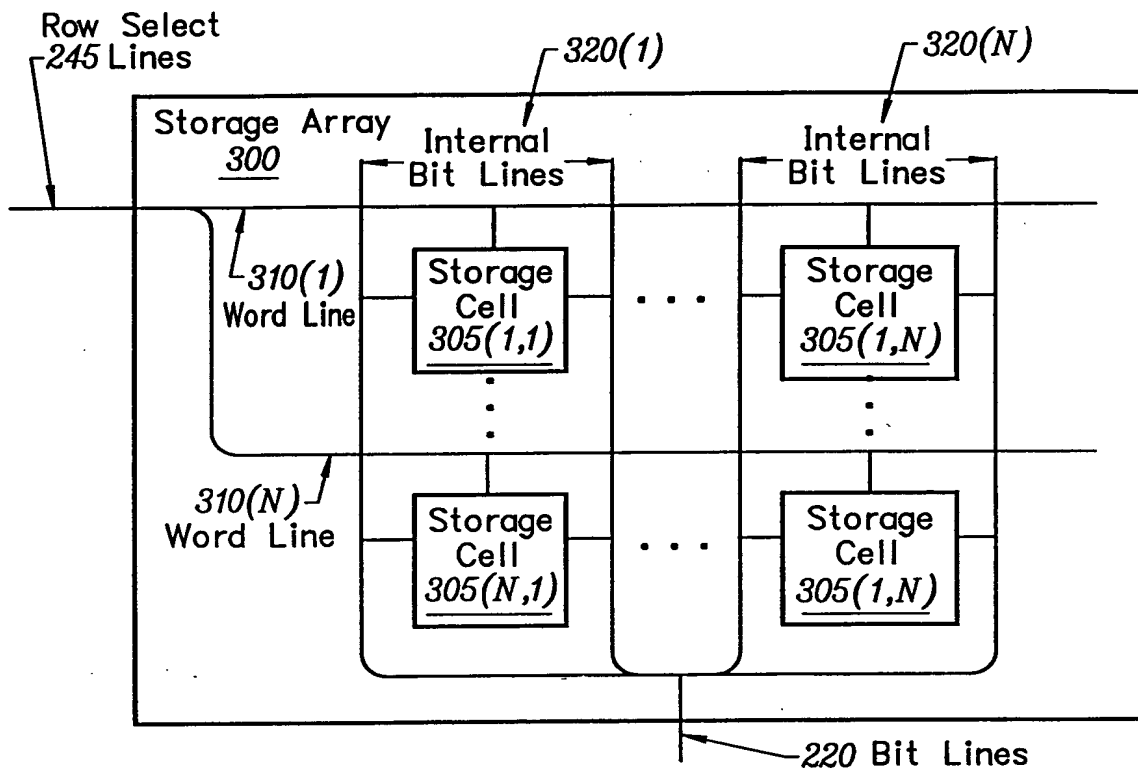 Row Select
245 Lines
320(1)
320(N)
Storage Array
300
Internal
Bit Lines
Internal
Bit Lines
310(1)
Word Line
Storage
Cell
305(1,1)
Storage
Cell
305(1,N)
310(N)
Word Line
Storage
Cell
305(N,1)
Storage
Cell
305(1,N)
220 Bit Lines